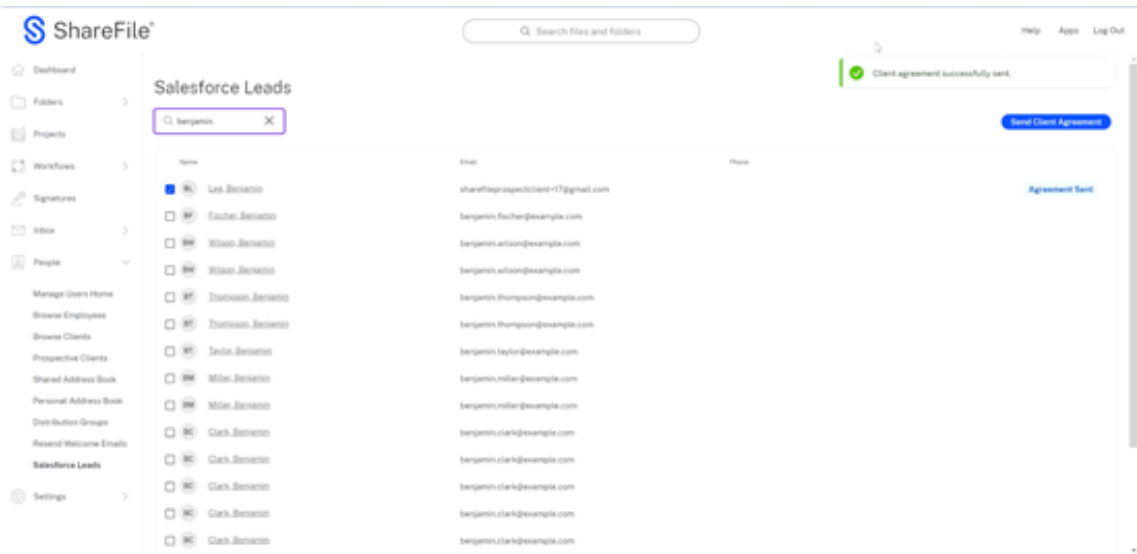 ShareFile
Search files and folders
Help Apps Log Out
Dashboard
Folders
Projects
Workflows
Signatures
Inbox
People
Manage Users Home
Browse Employees
Browse Clients
Prospective Clients
Shared Address Book
Personal Address Book
Distribution Groups
Resend Welcome Emails
Salesforce Leads
Settings
Client agreement successfully sent.
Salesforce Leads
benjamin
Send Client Agreement
Name Email Phone
BL Lee, Benjamin sharefileprospectclient+17@gmail.com Agreement Sent
BF Fischer, Benjamin benjamin.fischer@example.com
BW Wilson, Benjamin benjamin.wilson@example.com
BW Wilson, Benjamin benjamin.wilson@example.com
BT Thompson, Benjamin benjamin.thompson@example.com
BT Thompson, Benjamin benjamin.thompson@example.com
BT Taylor, Benjamin benjamin.taylor@example.com
BM Miller, Benjamin benjamin.miller@example.com
BM Miller, Benjamin benjamin.miller@example.com
BC Clark, Benjamin benjamin.clark@example.com
BC Clark, Benjamin benjamin.clark@example.com
BC Clark, Benjamin benjamin.clark@example.com
BC Clark, Benjamin benjamin.clark@example.com
BC Clark, Benjamin benjamin.clark@example.com